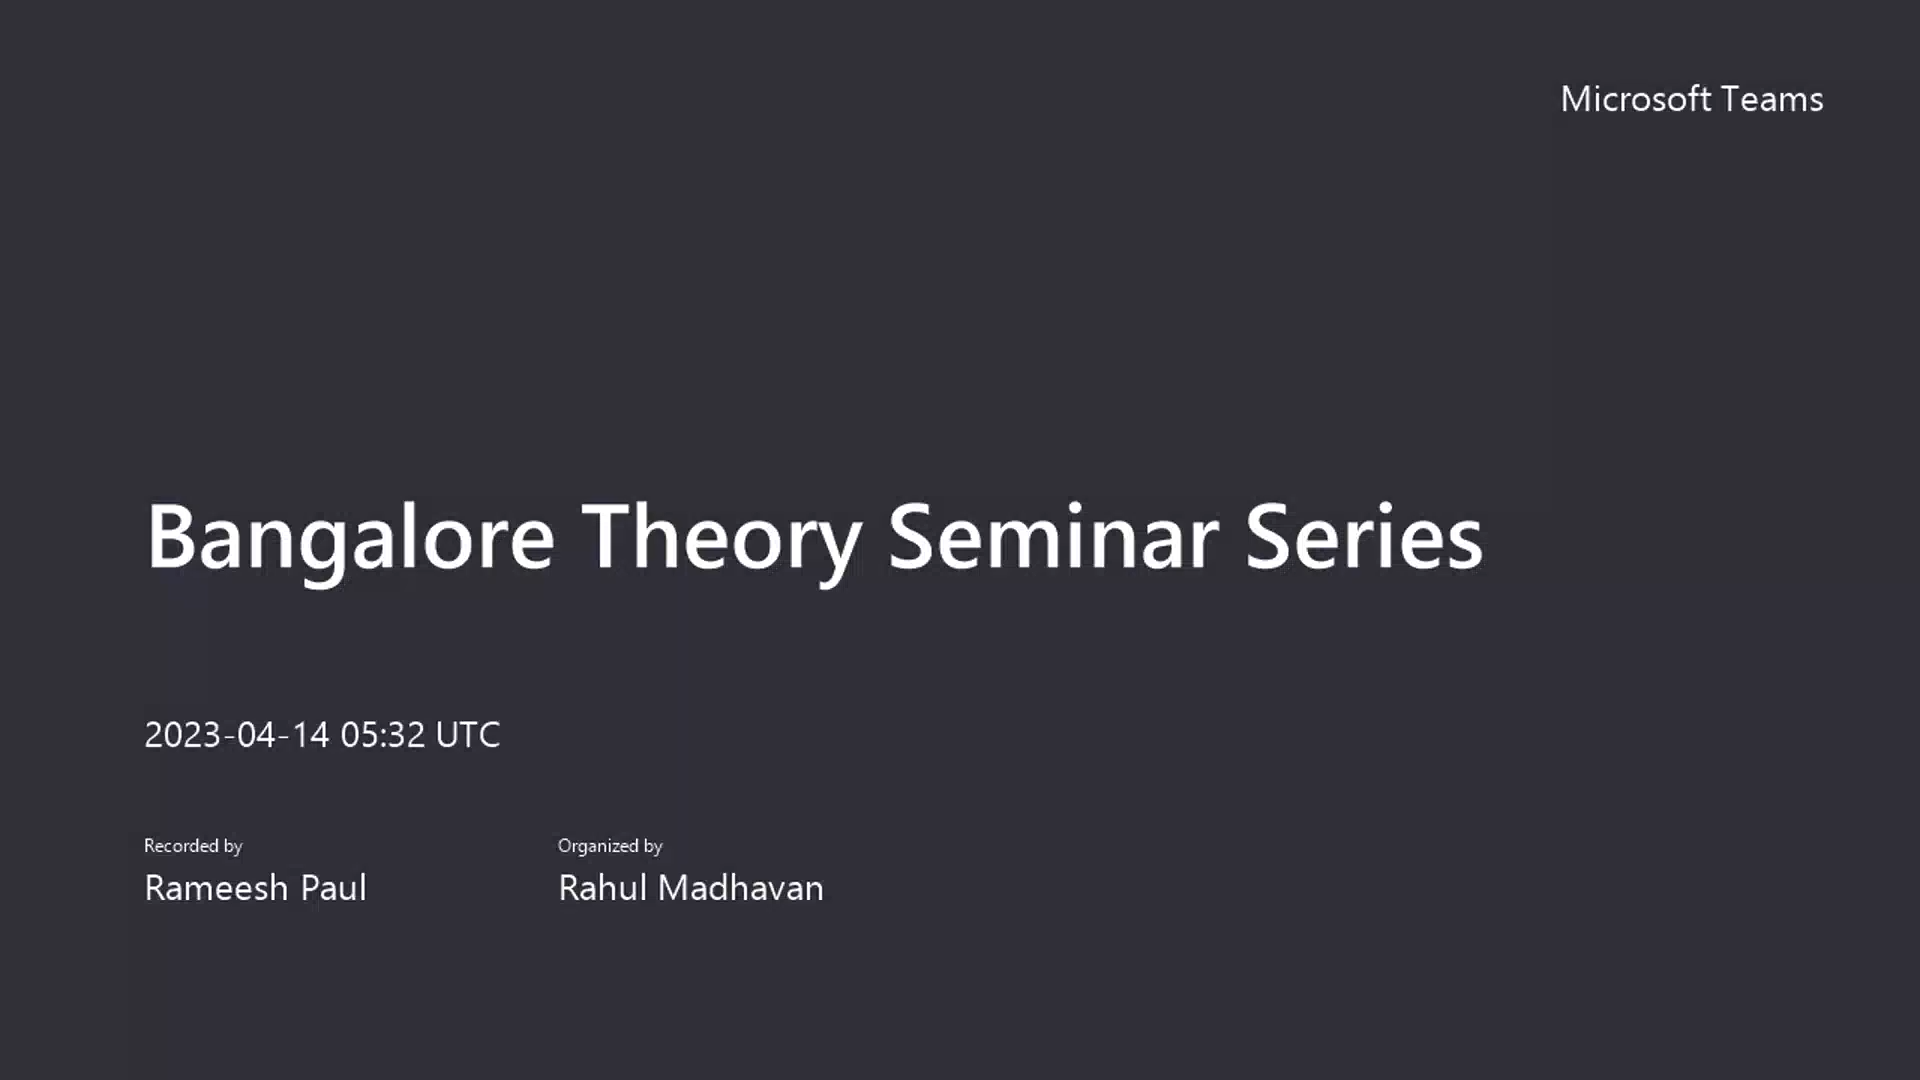 Microsoft Teams
Bangalore Theory Seminar Series
2023-04-14 05:32 UTC
Recorded by
Rameesh Paul
Organized by
Rahul Madhavan